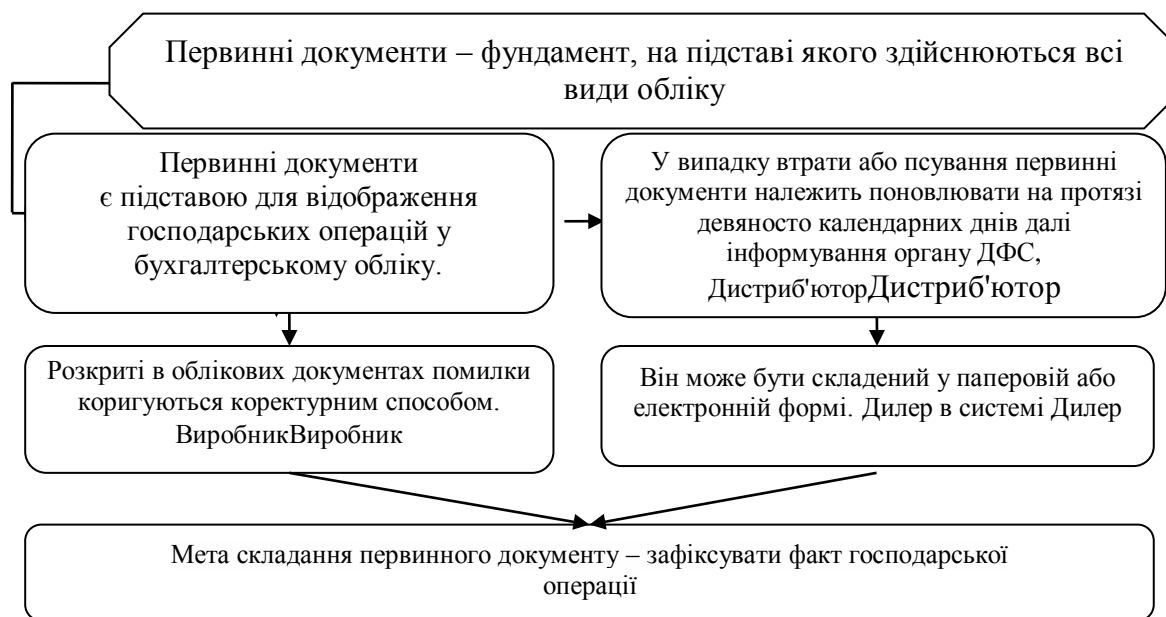 Первинні документи – фундамент, на підставі якого здійснюються всі
види обліку
Первинні документи
є підставою для відображення
господарських операцій у
бухгалтерському обліку.
У випадку втрати або псування первинні
документи належить поновлювати на протязі
девяносто календарних днів далі
інформування органу ДФС,
Дистриб'юторДистриб'ютор
Розкриті в облікових документах помилки
коригуються коректурним способом.
ВиробникВиробник
Він може бути складений у паперовій або
електронній формі. Дилер в системі Дилер
Мета складання первинного документу – зафіксувати факт господарської
операції